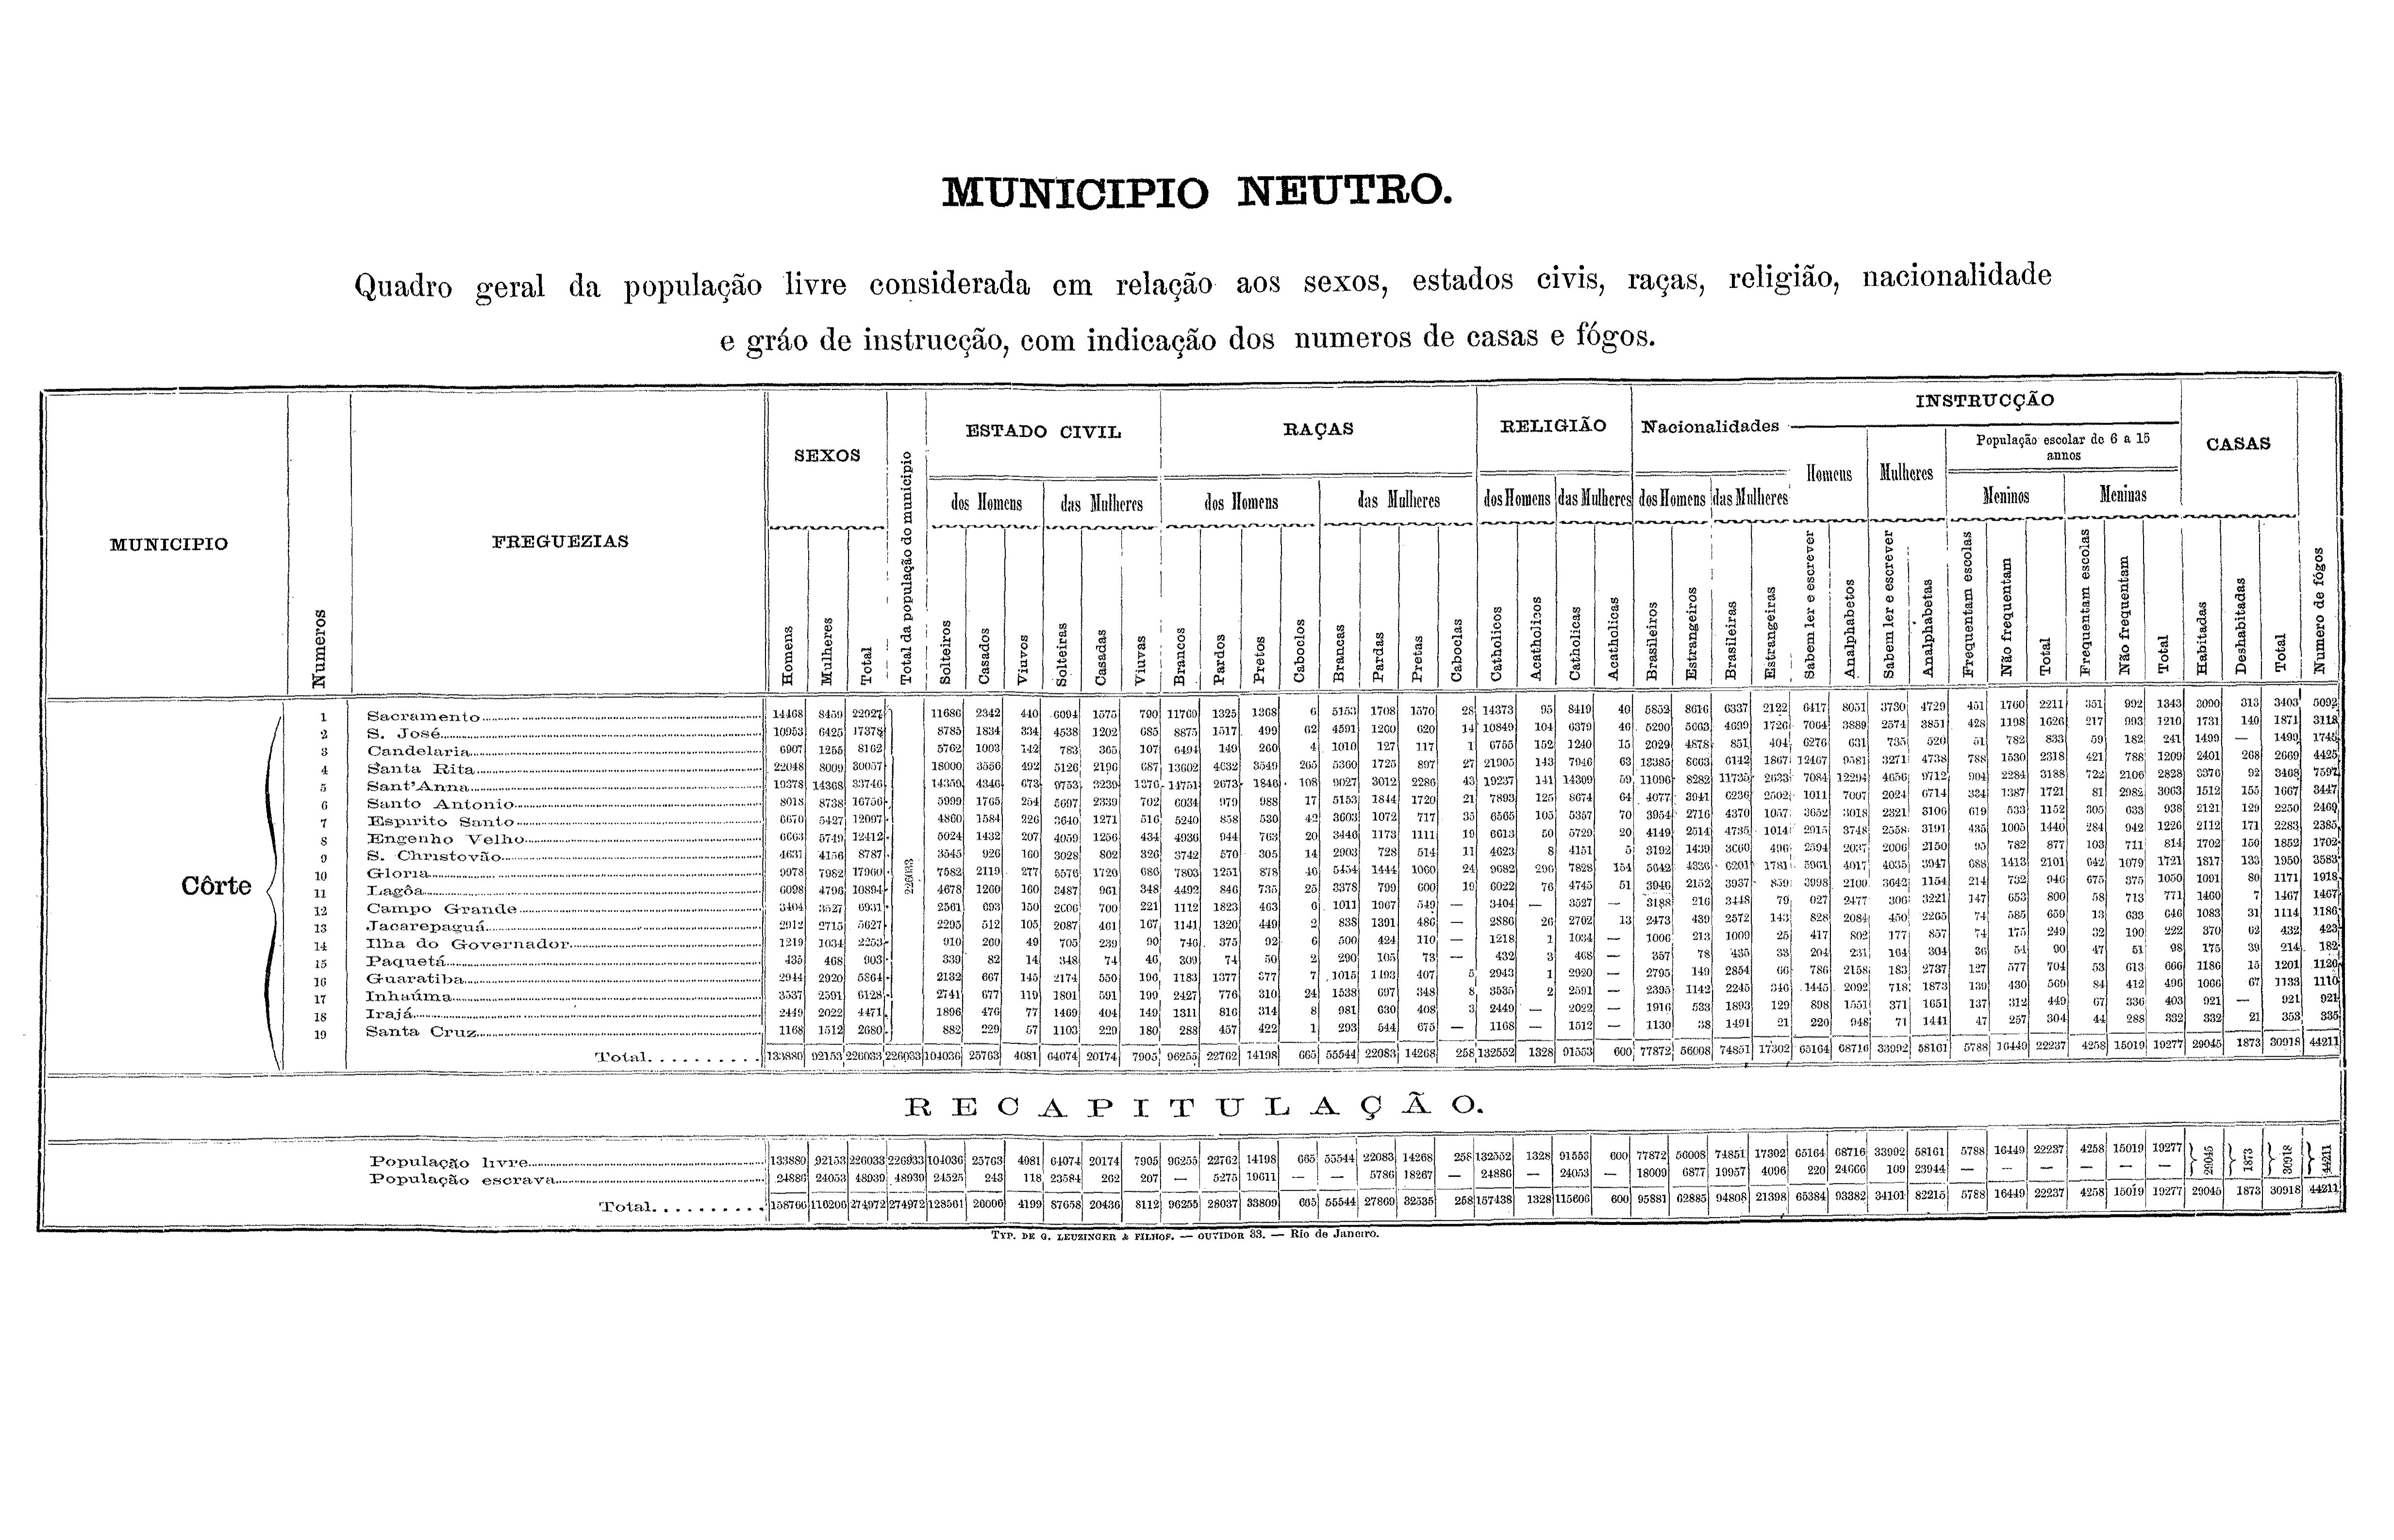 MUNICIPIO NEUTRO.
Quadro geral da população livre considerada em relação aos sexos, estados civis, raças, religião, nacionalidade
e gráo de instrucção, com indicação dos numeros de casas e fógos.
MUNICIPIO
Numeros
FREGUEZIAS
SEXOS
Total da população do municipio
ESTADO CIVIL
RAÇAS
RELIGIÃO
Nacionalidades
INSTRUCÇÃO
CASAS
Numero de fógos
dos Homens
das Mulheres
dos Homens
das Mulheres
dos Homens
das Mulheres
dos Homens
das Mulheres
Homens
Mulheres
População escolar de 6 a 15
annos
Meninos
Meninas
Homens
Mulheres
Total
Solteiros
Casados
Viuvos
Solteiras
Casadas
Viuvas
Brancos
Pardos
Pretos
Caboclos
Brancas
Pardas
Pretas
Caboclas
Catholicos
Acatholicos
Catholicas
Acatholicas
Brasileiros
Estrangeiros
Brasileiras
Estrangeiras
Sabem ler e escrever
Analphabetos
Sabem ler e escrever
Analphabetas
Frequentam escolas
Não frequentam
Total
Frequentam escolas
Não frequentam
Total
Habitadas
Deshabitadas
Total
Côrte
226033
1 Sacramento 14468 8459 22927 11686 2342 440 6094 1575 790 11769 1325 1368 6 5153 1708 1570 28 14373 95 8419 40 5852 8616 6337 2122 6417 8051 3730 4729 451 1760 2211 351 992 1343 3090 313 3403 5092
2 S. José 10953 6425 17378 8785 1834 334 4538 1202 685 8875 1517 499 62 4591 1200 620 14 10849 104 6379 46 5290 5663 4699 1726 7064 3889 2574 3851 428 1198 1626 217 993 1210 1731 140 1871 3118
3 Candelaria 6907 1255 8162 5762 1003 142 783 365 107 6494 149 260 4 1010 127 117 1 6755 152 1240 15 2029 4878 851 404 6276 631 735 520 51 782 833 59 182 241 1499 — 1499 1745
4 Santa Rita 22048 8009 30057 18000 3556 492 5126 2196 687 13602 4632 3549 265 5360 1725 897 27 21905 143 7946 63 13385 8663 6142 1867 12467 9581 3271 4738 788 1530 2318 421 788 1209 2401 268 2669 4425
5 Sant'Anna 19378 14368 33746 14359 4346 673 9753 3239 1376 14751 2673 1846 108 9027 3012 2286 43 19237 141 14309 59 11096 8282 11735 2633 7084 12294 4656 9712 904 2284 3188 722 2106 2828 3376 92 3468 7597
6 Santo Antonio 8018 8738 16756 5999 1765 254 5697 2339 702 6034 979 988 17 5153 1844 1720 21 7893 125 8674 64 4077 3941 6236 2502 1011 7007 2024 6714 334 1387 1721 81 2982 3063 1512 155 1667 3447
7 Espirito Santo 6670 5427 12097 4860 1584 226 3640 1271 516 5240 858 530 42 3603 1072 717 35 6565 105 5357 70 3954 2716 4370 1057 3652 3018 2321 3106 619 533 1152 305 633 938 2121 129 2250 2460
8 Engenho Velho 6663 5749 12412 5024 1432 207 4059 1256 434 4936 944 763 20 3446 1173 1111 19 6613 50 5729 20 4149 2514 4735 1014 2915 3748 2558 3191 435 1005 1440 284 942 1226 2112 171 2283 2385
9 S. Christovão 4631 4156 8787 3545 926 160 3028 802 326 3742 570 305 14 2903 728 514 11 4623 8 4151 5 3192 1439 3660 496 2594 2037 2006 2150 95 782 877 103 711 814 1702 150 1852 1702
10 Gloria 9978 7982 17960 7582 2119 277 5576 1720 686 7803 1251 878 46 5454 1444 1060 24 9682 296 7828 154 5642 4336 6201 1781 5961 4017 4035 3947 688 1413 2101 642 1079 1721 1817 133 1950 3583
11 Lagôa 6098 4796 10894 4678 1260 160 3487 961 348 4492 846 735 25 3378 799 600 19 6022 76 4745 51 3946 2152 3937 859 3998 2100 3642 1154 214 732 946 675 375 1050 1091 80 1171 1918
12 Campo Grande 3404 3527 6931 2561 693 150 2606 700 221 1112 1823 463 6 1011 1967 549 — 3404 — 3527 — 3188 216 3448 79 927 2477 306 3221 147 653 800 58 713 771 1460 7 1467 1467
13 Jacarepaguá 2912 2715 5627 2295 512 105 2087 461 167 1141 1320 449 2 838 1391 486 — 2886 26 2702 13 2473 439 2572 143 828 2084 450 2265 74 585 659 13 633 646 1083 31 1114 1186
14 Ilha do Governador 1219 1034 2253 910 260 49 705 239 90 746 375 92 6 500 424 110 — 1218 1 1034 — 1006 213 1009 25 417 802 177 857 74 175 249 32 190 222 370 62 432 423
15 Paquetá 435 468 903 339 82 14 348 74 46 309 74 50 2 290 105 73 — 432 3 468 — 357 78 435 33 204 231 164 304 36 54 90 47 51 98 175 39 214 182
16 Guaratiba 2944 2920 5864 2132 667 145 2174 550 196 1183 1377 377 7 1015 1493 407 5 2943 1 2920 — 2795 149 2854 66 786 2158 183 2737 127 577 704 53 613 666 1186 15 1201 1120
17 Inhaúma 3537 2591 6128 2741 677 119 1801 591 199 2427 776 310 24 1538 697 348 8 3535 2 2591 — 2395 1142 2245 346 1445 2092 718 1873 139 430 569 84 412 496 1066 67 1133 1110
18 Irajá 2449 2022 4471 1896 476 77 1469 404 149 1311 816 314 8 981 630 408 3 2449 — 2022 — 1916 533 1893 129 898 1551 371 1651 137 312 449 67 336 403 921 — 921 921
19 Santa Cruz 1168 1512 2680 882 229 57 1103 229 180 288 457 422 1 293 544 675 — 1168 — 1512 — 1130 38 1491 21 220 948 71 1441 47 257 304 44 288 332 332 21 353 335
Total 133880 92153 226033 226033 104036 25763 4081 64074 20174 7905 96255 22762 14198 665 55544 22083 14268 258 132552 1328 91553 600 77872 56008 74851 17302 65164 68716 33992 58161 5788 16449 22237 4258 15019 19277 29045 1873 30918 44211
RECAPITULAÇÃO.
População livre 133880 92153 226033 226033 104036 25763 4081 64074 20174 7905 96255 22762 14198 665 55544 22083 14268 258 132552 1328 91553 600 77872 56008 74851 17302 65164 68716 33992 58161 5788 16449 22237 4258 15019 19277 29045 1873 30918 44211
População escrava 24886 24053 48939 48939 24525 243 118 23584 262 207 — 5275 19611 — — 5786 18267 — 24886 — 24053 — 18009 6877 19957 4096 220 24666 109 23944 — — — — — —
Total 158766 116206 274972 274972 128561 26006 4199 87658 20436 8112 96255 28037 33809 665 55544 27869 32535 258 157438 1328 115606 600 95881 62885 94808 21398 65384 93382 34101 82215 5788 16449 22237 4258 15019 19277 29045 1873 30918 44211
TYP. DE G. LEUZINGER & FILHOS. — OUVIDOR 33. — Rio de Janeiro.